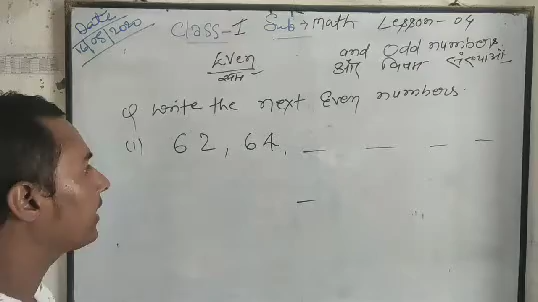 Date
14/08/2020
Class-I Sub→Math Lesson-04
Even and Odd numbers
सम और विषम संख्याओं
Q Write the next Even numbers.
(i) 62, 64, _ _ _ _
_